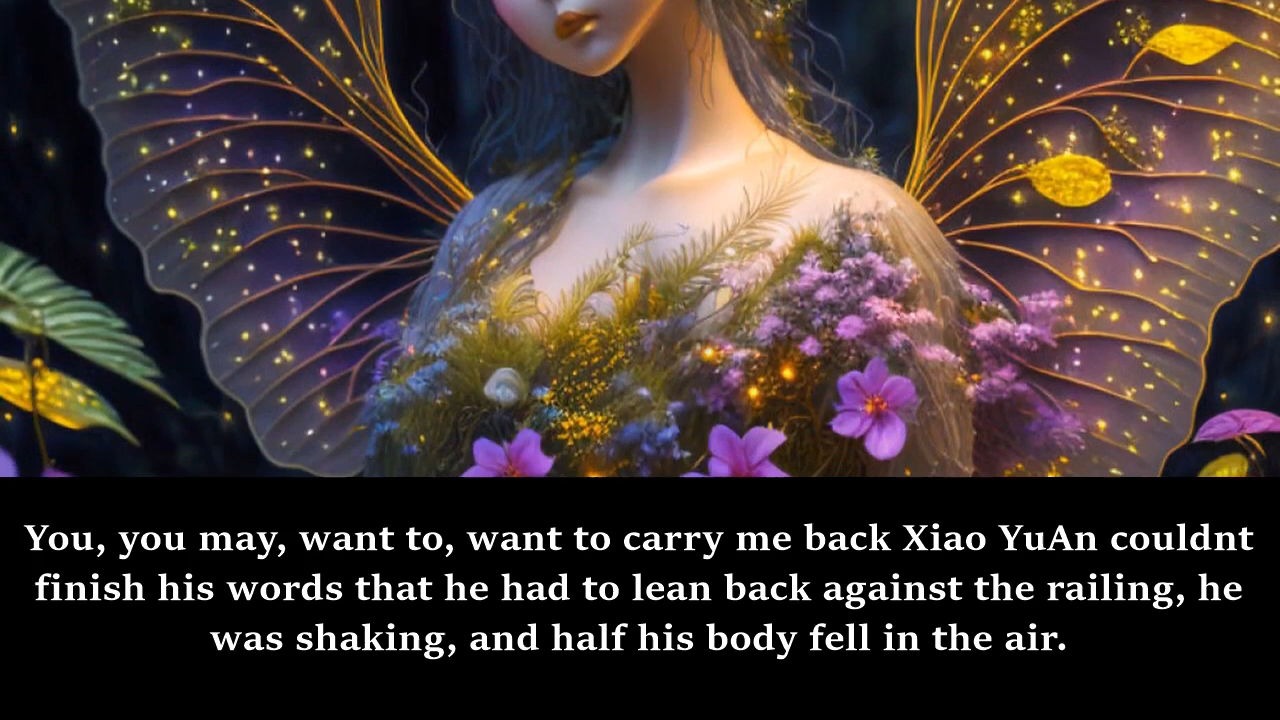 You, you may, want to, want to carry me back Xiao YuAn couldnt
finish his words that he had to lean back against the railing, he
was shaking, and half his body fell in the air.